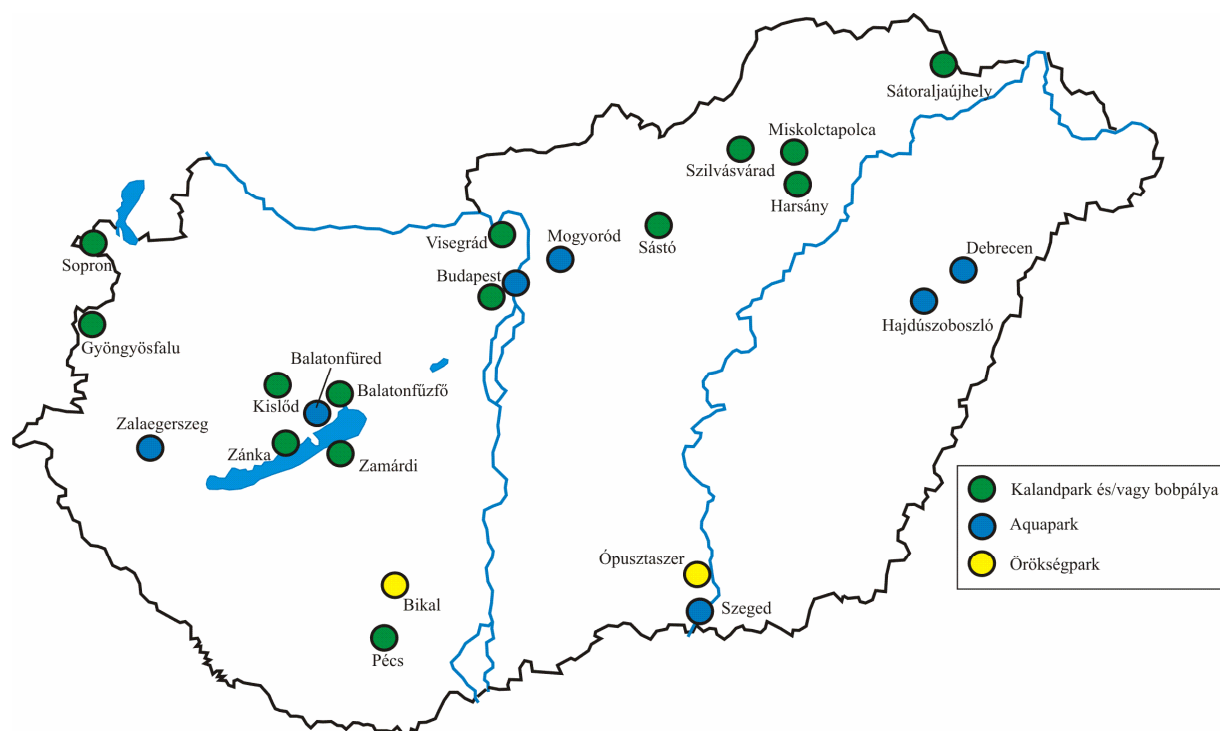 Sátoraljaújhely
Miskolctapolca
Szilvásvárad
Harsány
Visegrád
Mogyoród
Sástó
Sopron
Budapest
Debrecen
Hajdúszoboszló
Gyöngyösfalu
Balatonfüred
Balatonfűzfő
Kislőd
Zalaegerszeg
Zánka
Zamárdi
Kalandpark és/vagy bobpálya
Aquapark
Örökségpark
Ópusztaszer
Bikal
Szeged
Pécs